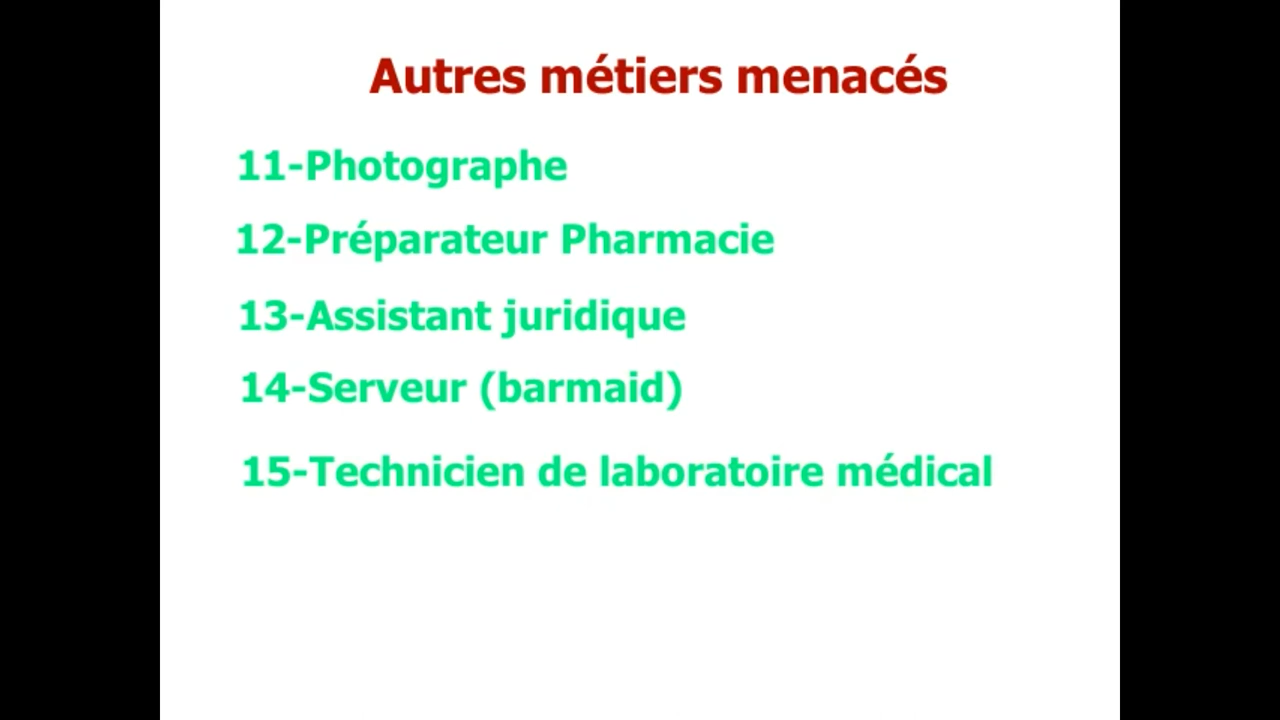 Autres métiers menacés
11-Photographe
12-Préparateur Pharmacie
13-Assistant juridique
14-Serveur (barmaid)
15-Technicien de laboratoire médical